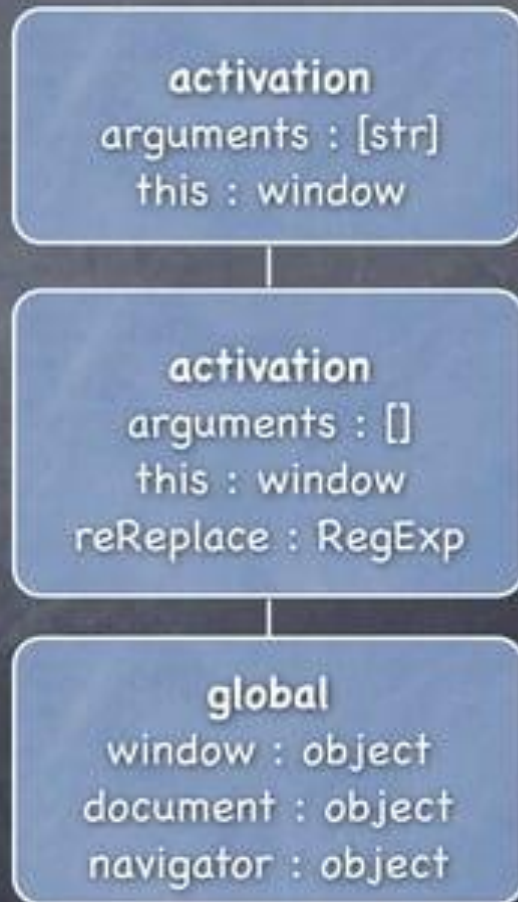 activation
arguments : [str]
this : window
activation
arguments : []
this : window
reReplace : RegExp
global
window : object
document : object
navigator : object